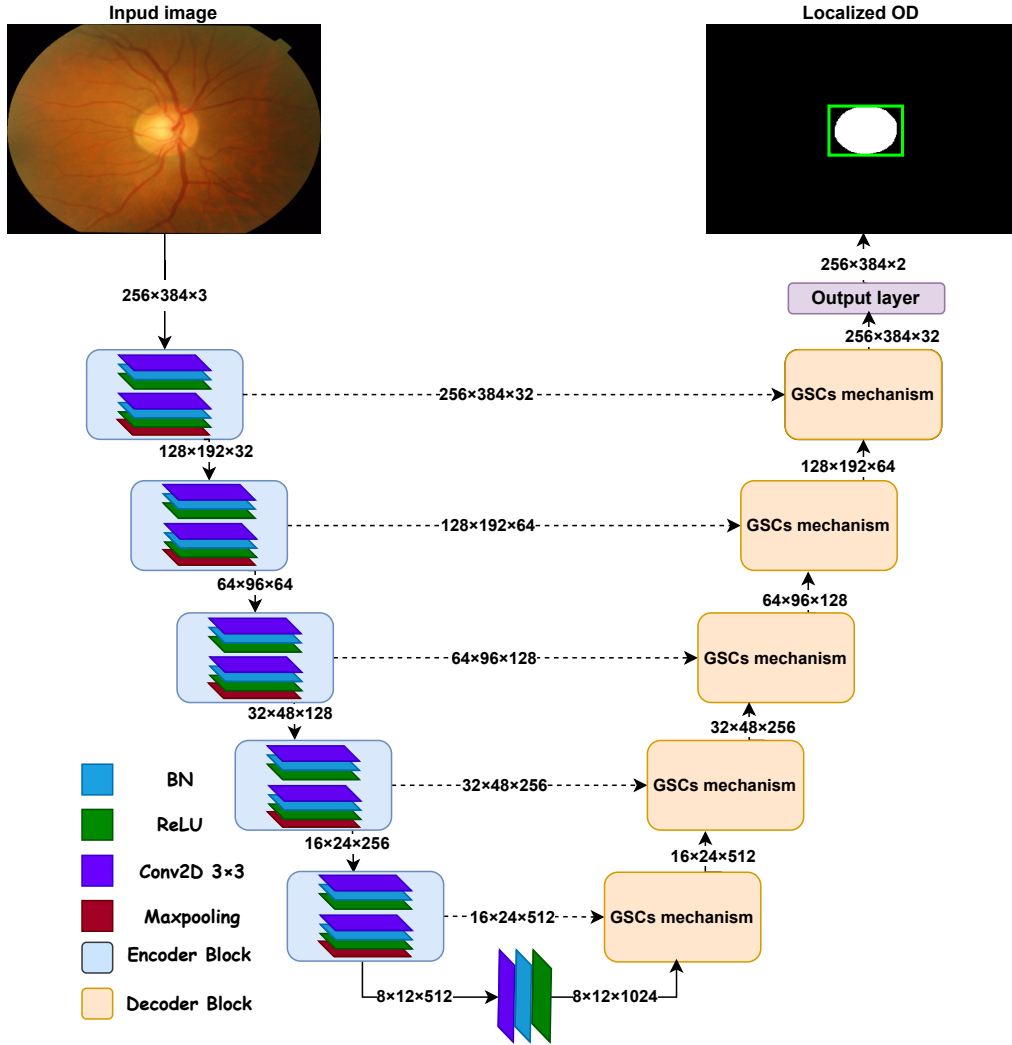 Inpud image
Localized OD
256×384×3
256×384×2
Output layer
256×384×32
256×384×32
GSCs mechanism
128×192×32
128×192×64
128×192×64
GSCs mechanism
64×96×64
64×96×128
64×96×128
GSCs mechanism
32×48×128
32×48×256
32×48×256
GSCs mechanism
16×24×256
16×24×512
16×24×512
GSCs mechanism
8×12×512
8×12×1024
BN
ReLU
Conv2D 3×3
Maxpooling
Encoder Block
Decoder Block